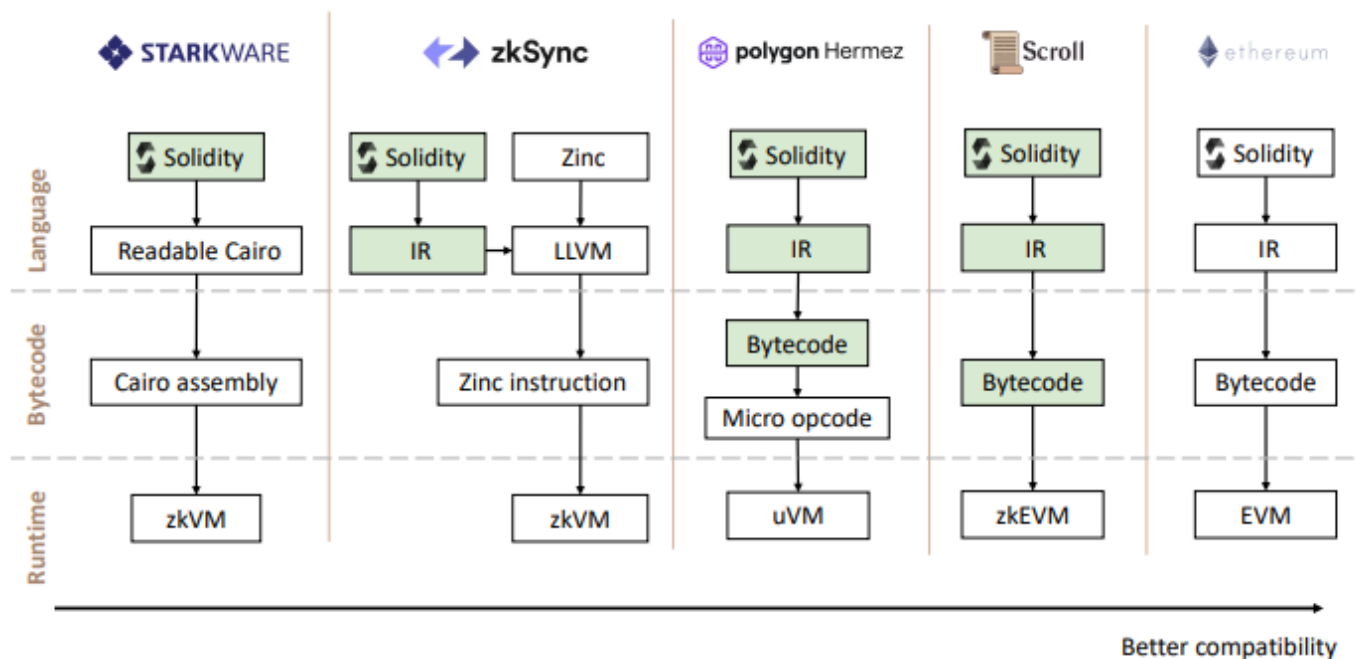 STARKWARE
zkSync
polygon Hermez
Scroll
ethereum
Language
Solidity
Solidity
Zinc
Solidity
Solidity
Solidity
Readable Cairo
IR
LLVM
IR
IR
IR
Bytecode
Bytecode
Cairo assembly
Zinc instruction
Bytecode
Bytecode
Micro opcode
Runtime
zkVM
zkVM
uVM
zkEVM
EVM
Better compatibility